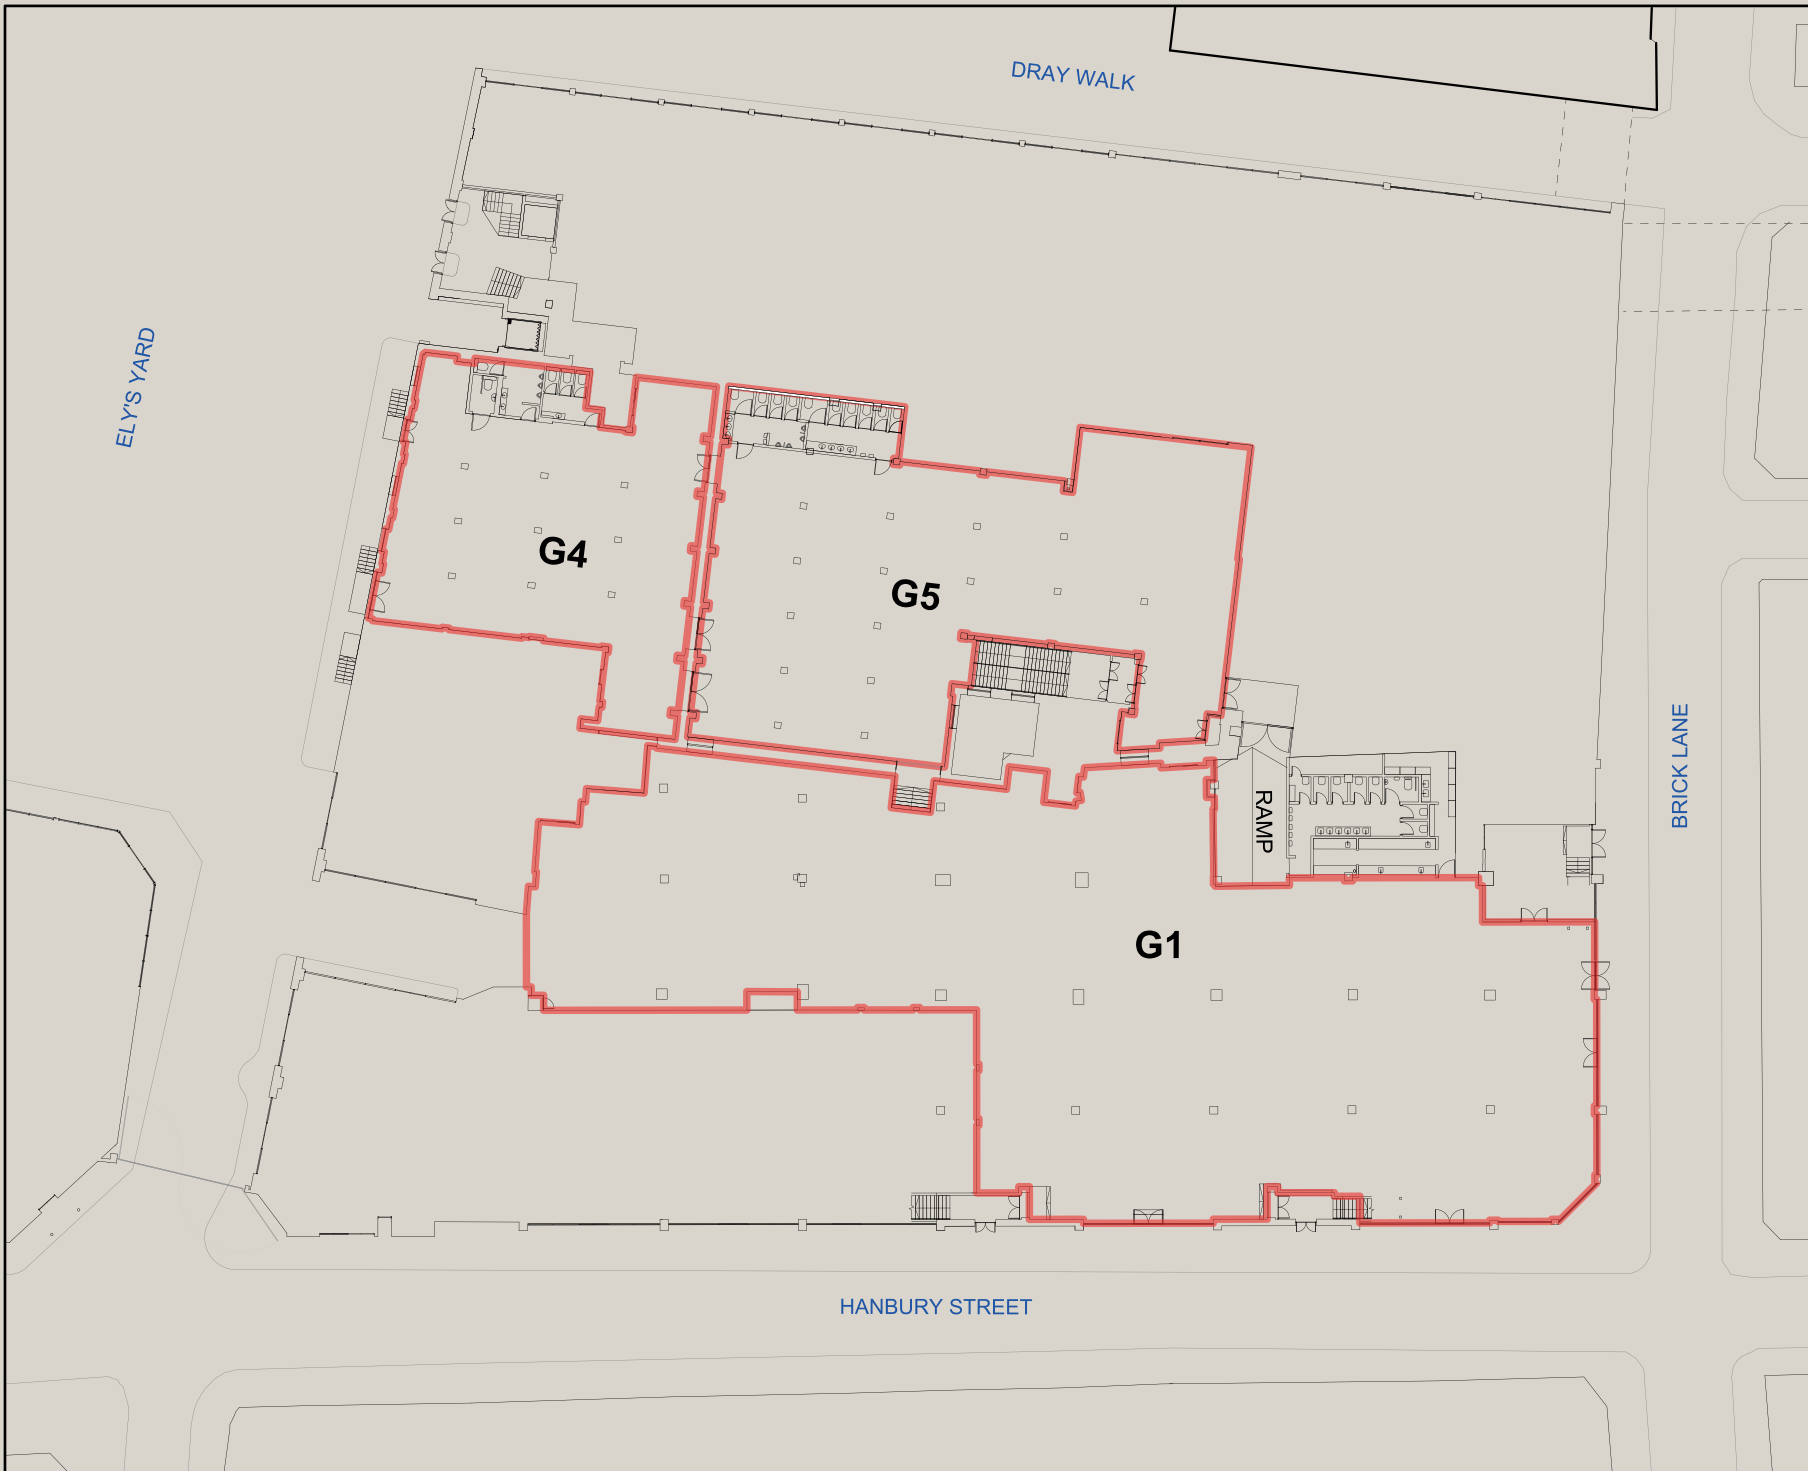 DRAY WALK
ELY'S YARD
G4
G5
BRICK LANE
RAMP
G1
HANBURY STREET